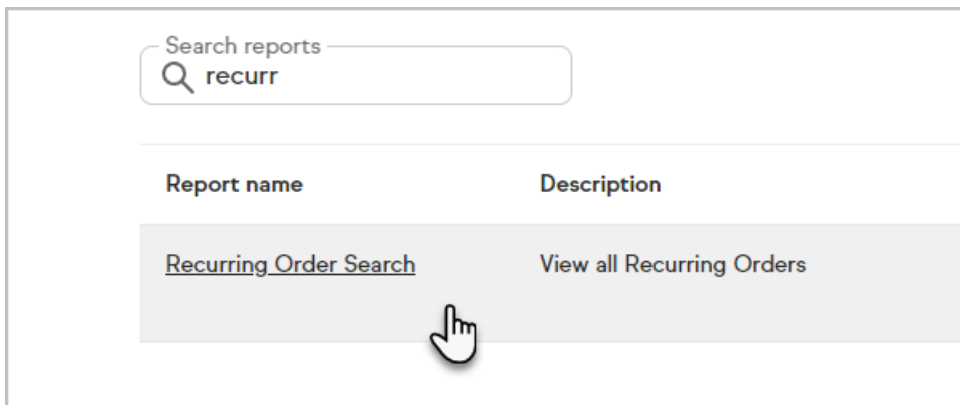 Search reports
recurr
Report name Description
Recurring Order Search View all Recurring Orders